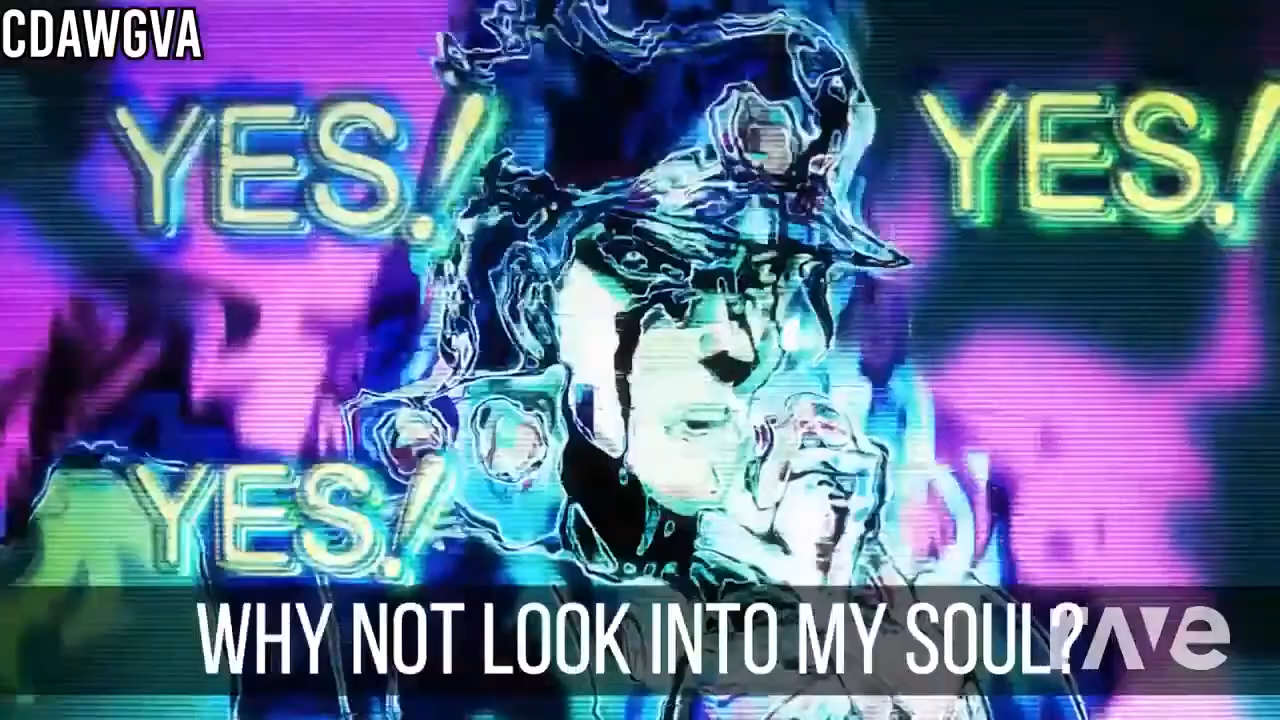 CDAWGVA
YES! YES!
YES!
WHY NOT LOOK INTO MY SOUL?
rave